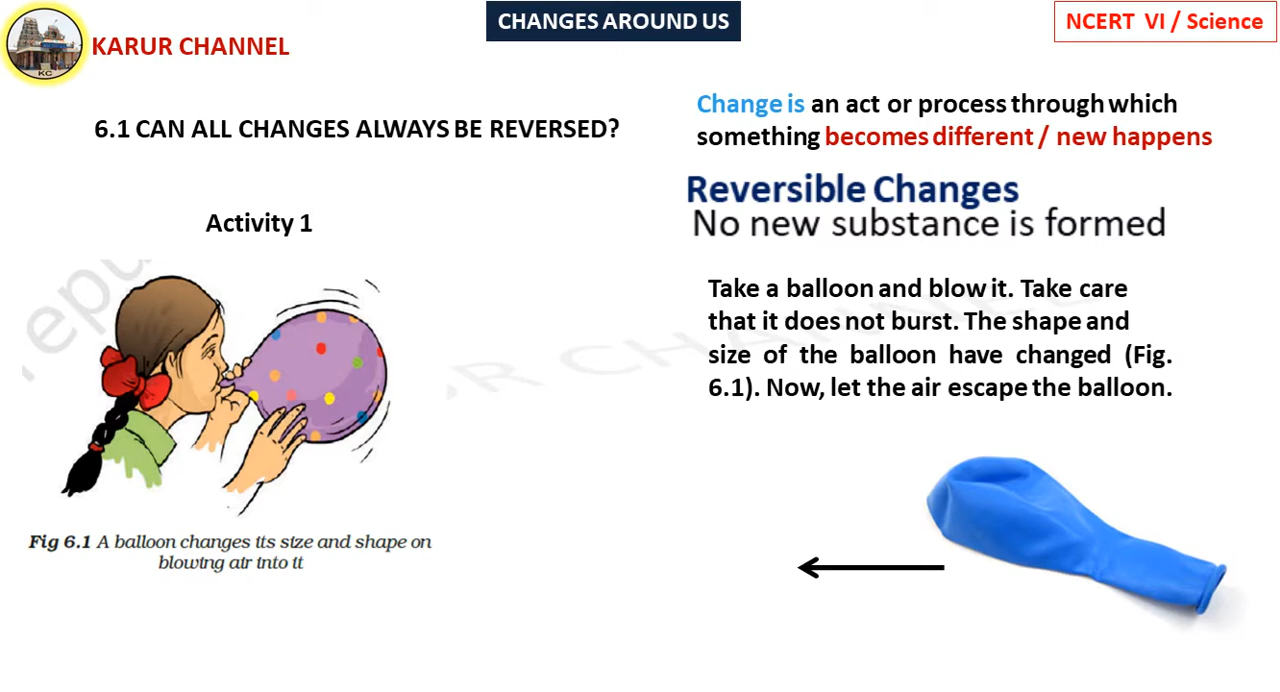 CHANGES AROUND US
NCERT VI / Science
KARUR CHANNEL
KC
6.1 CAN ALL CHANGES ALWAYS BE REVERSED?
Change is an act or process through which
something becomes different / new happens
Reversible Changes
No new substance is formed
Activity 1
Take a balloon and blow it. Take care
that it does not burst. The shape and
size of the balloon have changed (Fig.
6.1). Now, let the air escape the balloon.
Fig 6.1 A balloon changes its size and shape on
blowing air into it